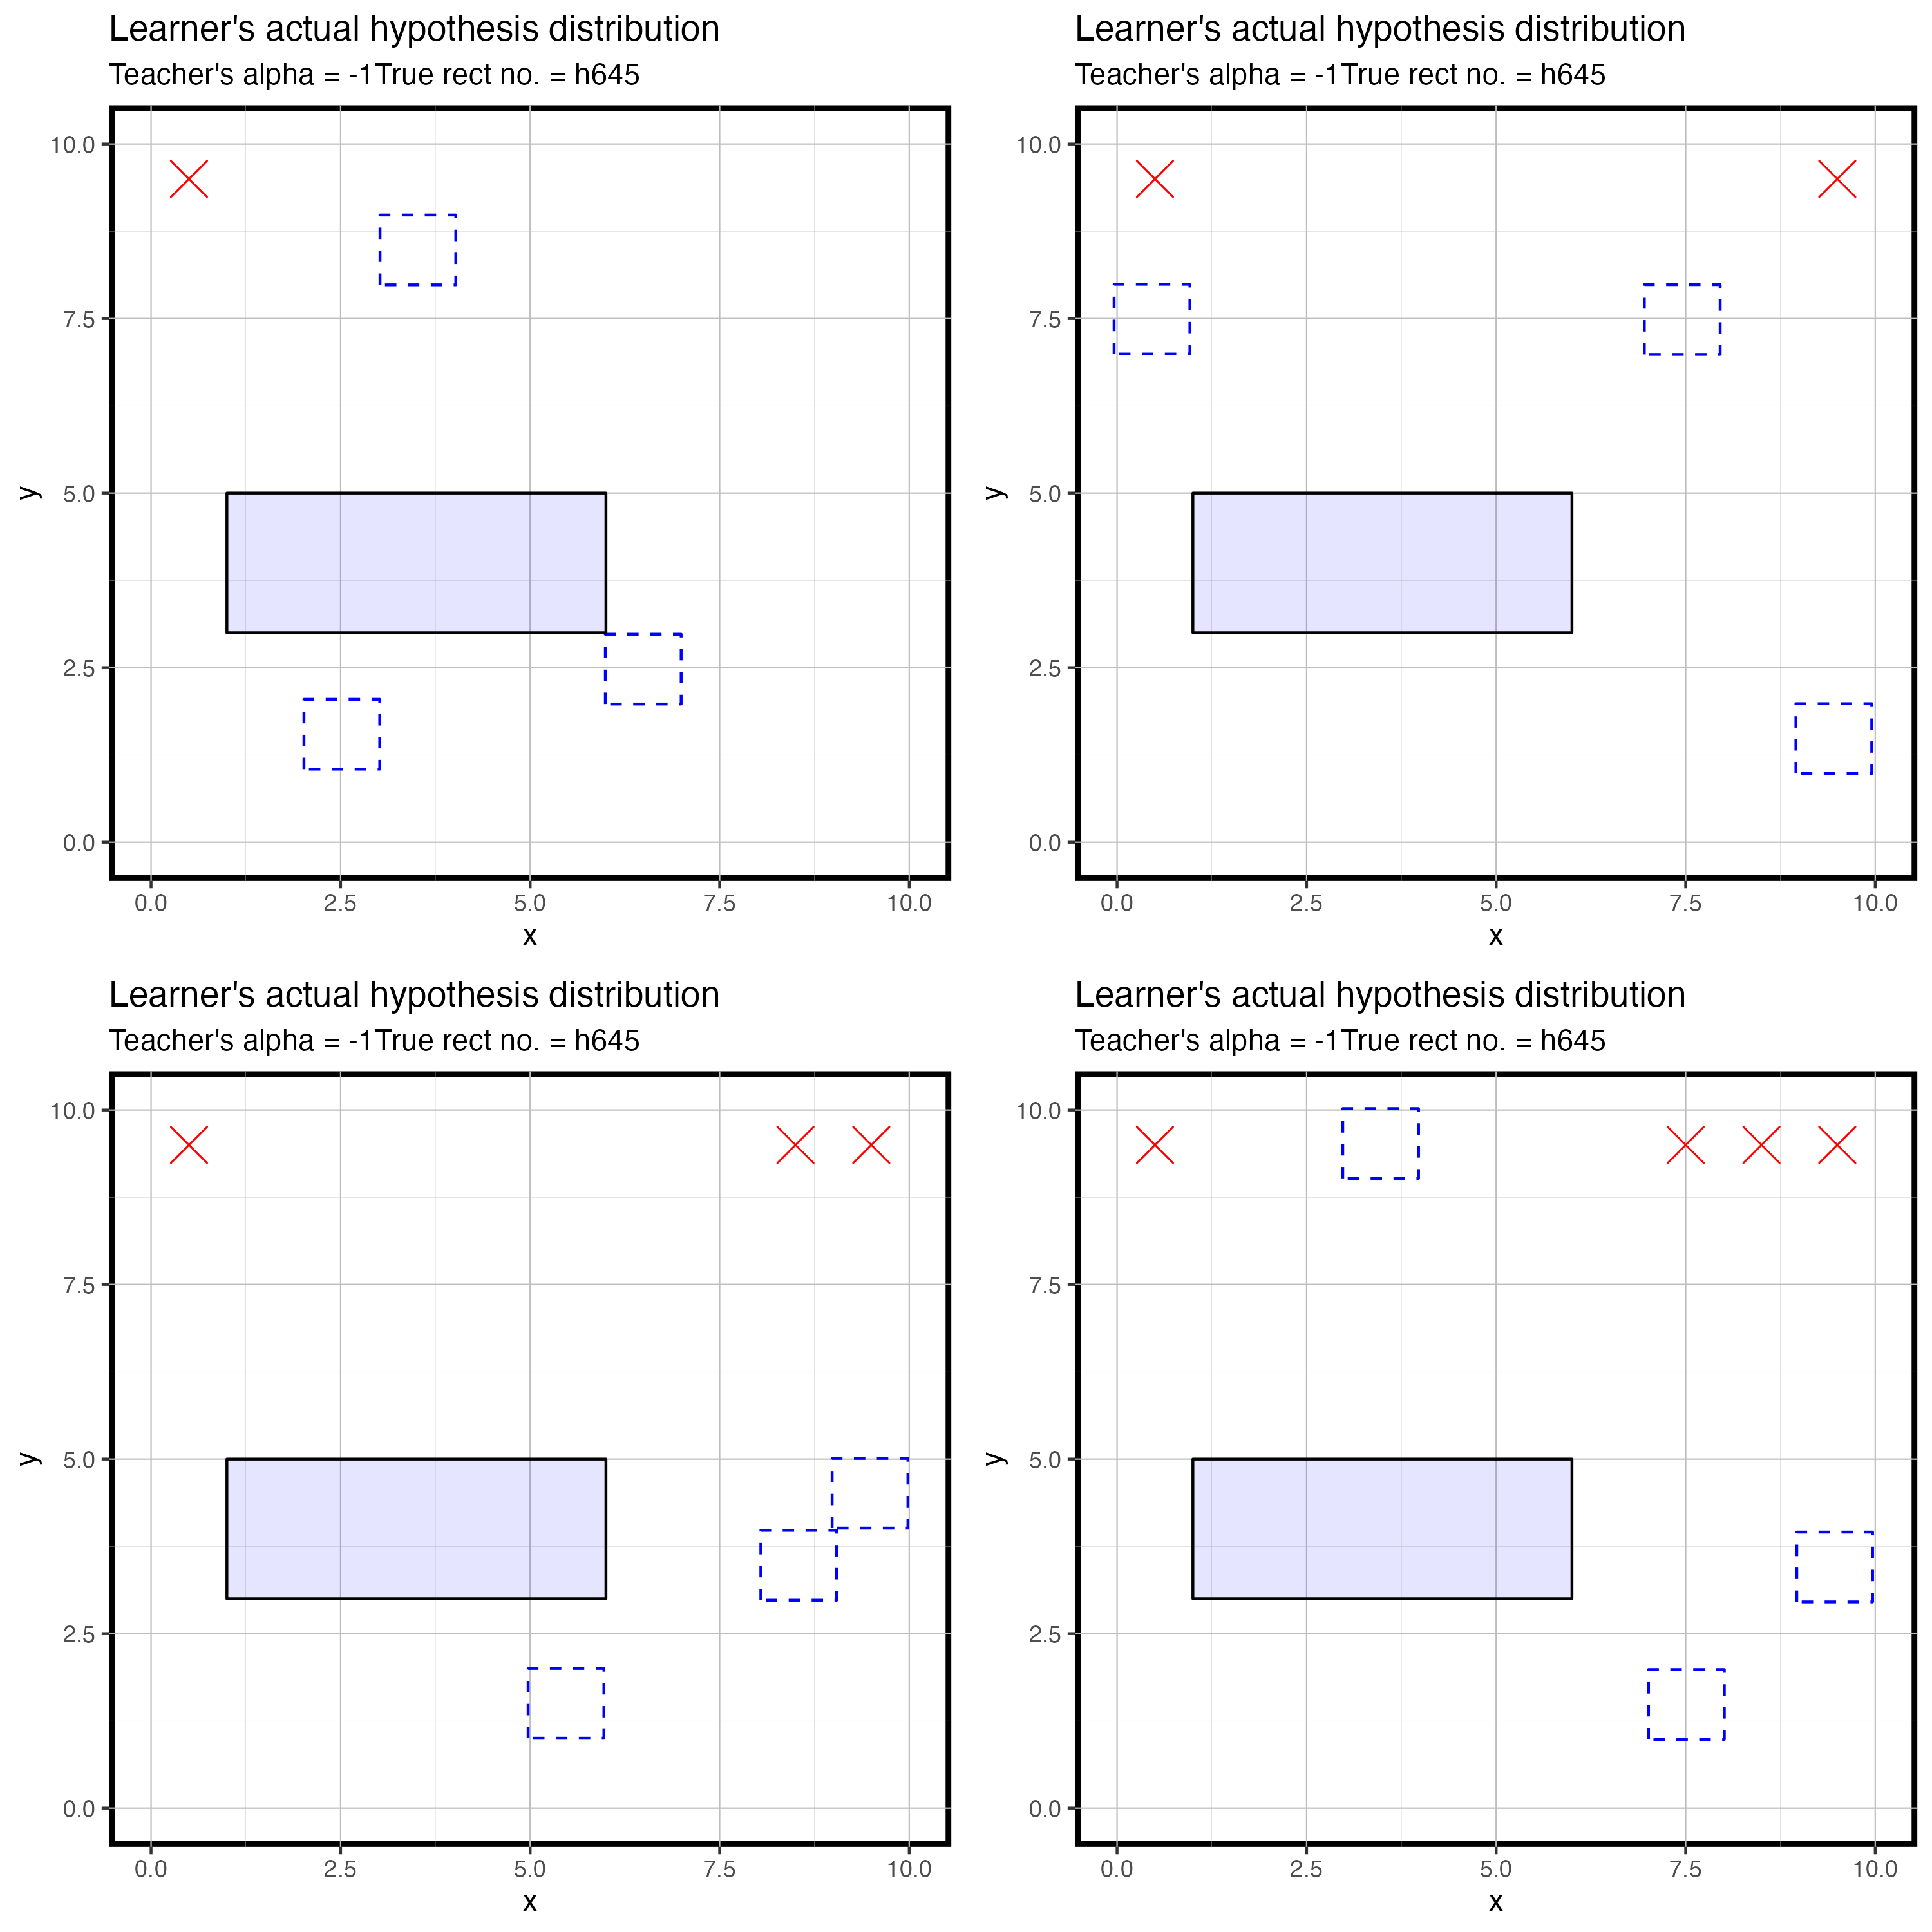 Learner's actual hypothesis distribution
Teacher's alpha = -1True rect no. = h645
10.0
7.5
5.0
2.5
0.0
y
0.0 2.5 5.0 7.5 10.0
x
Learner's actual hypothesis distribution
Teacher's alpha = -1True rect no. = h645
10.0
7.5
5.0
2.5
0.0
y
0.0 2.5 5.0 7.5 10.0
x
Learner's actual hypothesis distribution
Teacher's alpha = -1True rect no. = h645
10.0
7.5
5.0
2.5
0.0
y
0.0 2.5 5.0 7.5 10.0
x
Learner's actual hypothesis distribution
Teacher's alpha = -1True rect no. = h645
10.0
7.5
5.0
2.5
0.0
y
0.0 2.5 5.0 7.5 10.0
x